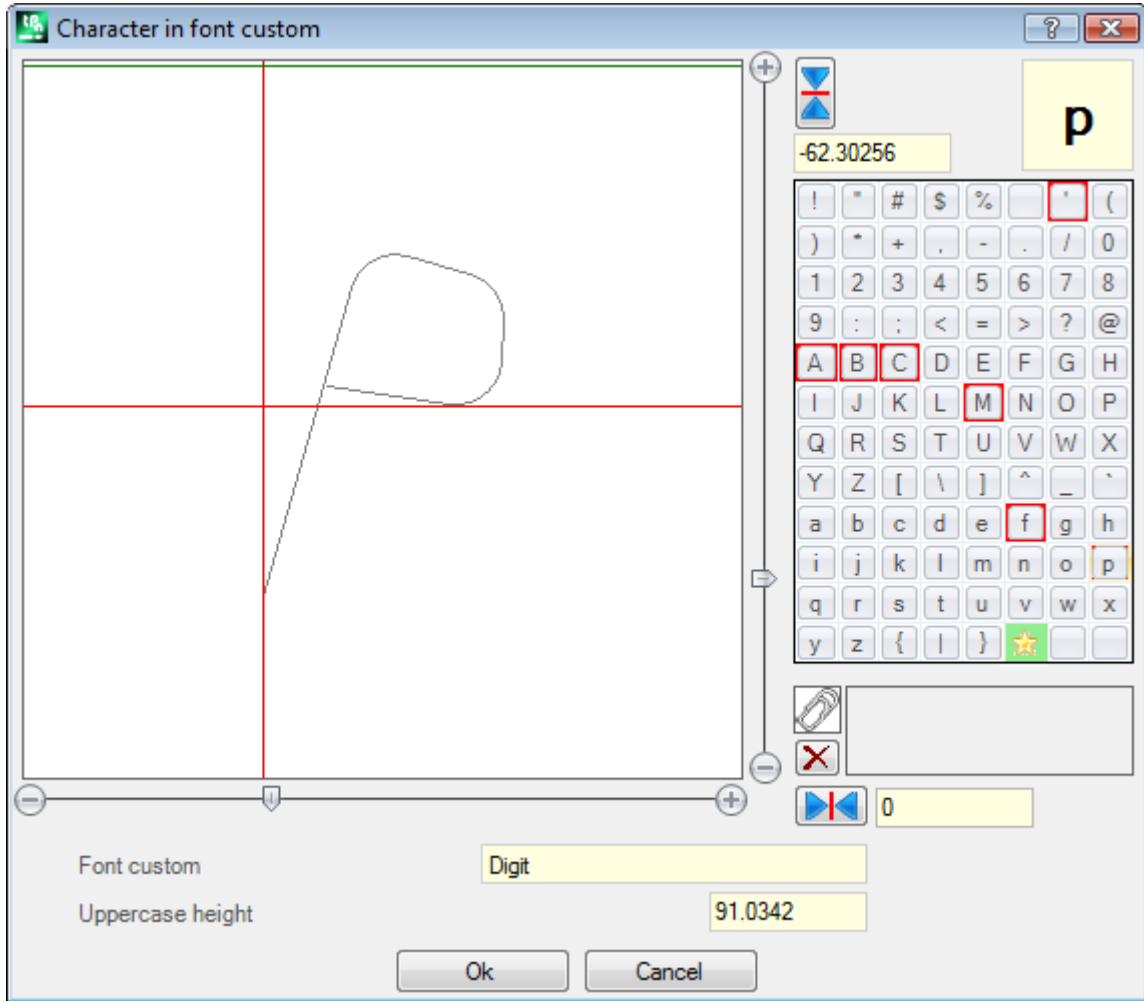 Character in font custom
p
-62.30256
! " # $ % ' (
) * + , - . / 0
1 2 3 4 5 6 7 8
9 : ; < = > ? @
A B C D E F G H
I J K L M N O P
Q R S T U V W X
Y Z [ \ ] ^ _ `
a b c d e f g h
i j k l m n o p
q r s t u v w x
y z { | }
0
Font custom
Digit
Uppercase height
91.0342
Ok
Cancel